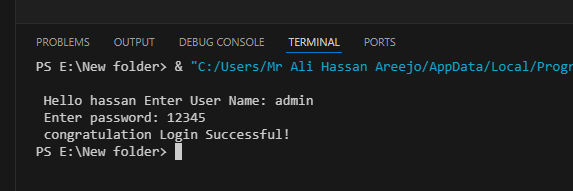 PROBLEMS OUTPUT DEBUG CONSOLE TERMINAL PORTS
PS E:\New folder> & "C:/Users/Mr Ali Hassan Areejo/AppData/Local/Progr
Hello hassan Enter User Name: admin
Enter password: 12345
congratulation Login Successful!
PS E:\New folder>